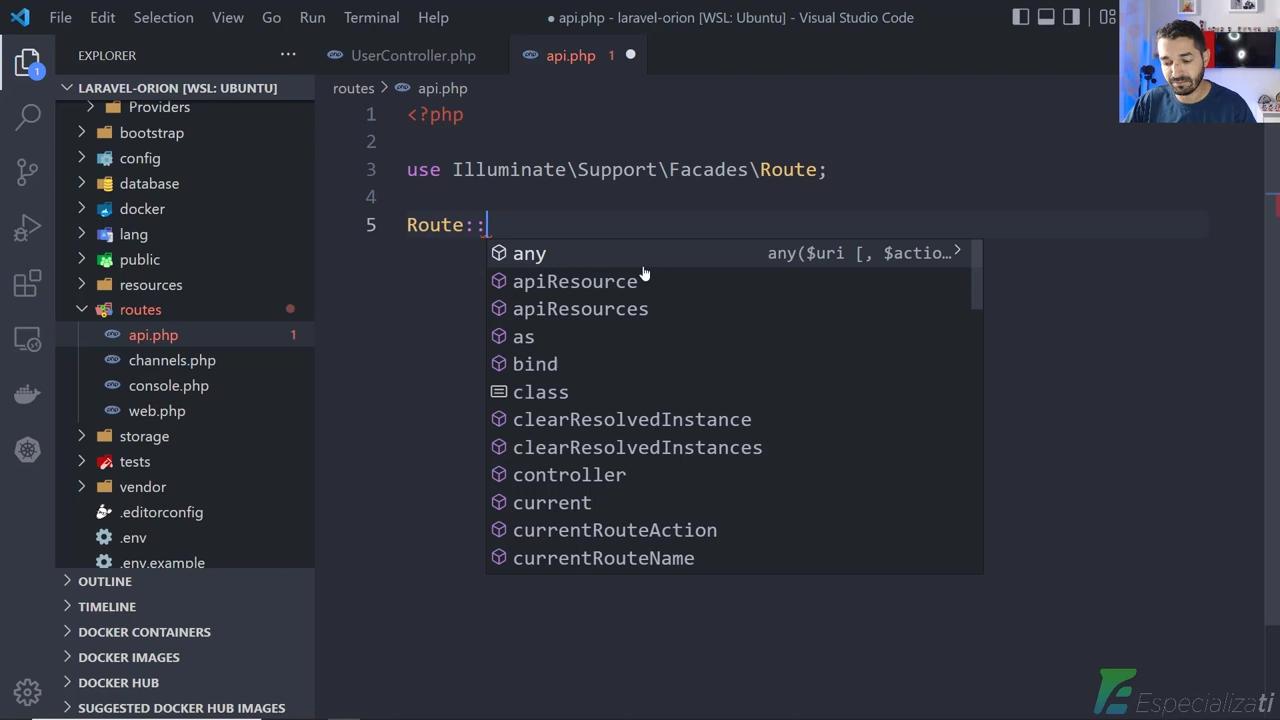 File Edit Selection View Go Run Terminal Help
● api.php - laravel-orion [WSL: Ubuntu] - Visual Studio Code
EXPLORER
UserController.php
api.php 1
LARAVEL-ORION [WSL: UBUNTU]
routes > api.php
Providers
bootstrap
config
database
docker
lang
public
resources
routes
api.php 1
channels.php
console.php
web.php
storage
tests
vendor
.editorconfig
.env
.env.example
OUTLINE
TIMELINE
DOCKER CONTAINERS
DOCKER IMAGES
DOCKER HUB
SUGGESTED DOCKER HUB IMAGES
1
1 <?php
2
3 use Illuminate\Support\Facades\Route;
4
5 Route::
any any($uri [, $actio…
apiResource
apiResources
as
bind
class
clearResolvedInstance
clearResolvedInstances
controller
current
currentRouteAction
currentRouteName
Especializati